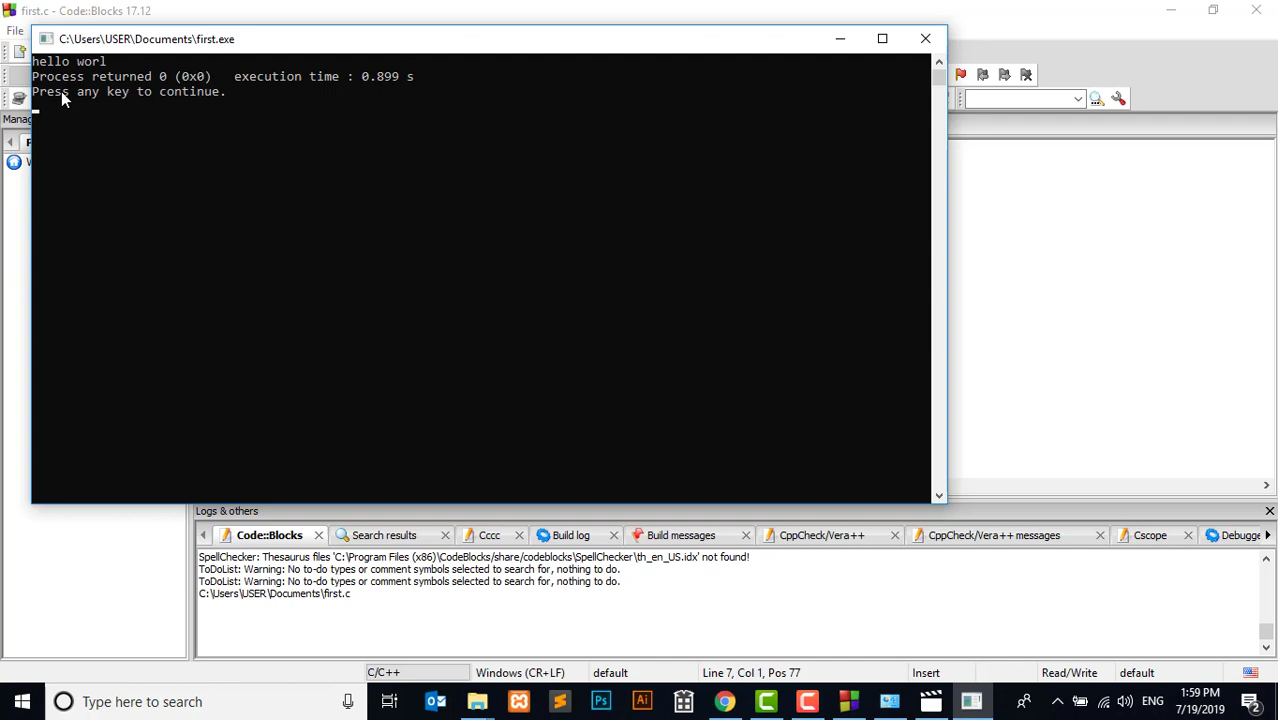 first.c - Code::Blocks 17.12
File
C:\Users\USER\Documents\first.exe
hello worl
Process returned 0 (0x0)   execution time : 0.899 s
Press any key to continue.
Manag
Logs & others
Code::Blocks
Search results
Cccc
Build log
Build messages
CppCheck/Vera++
CppCheck/Vera++ messages
Cscope
Debugge
SpellChecker: Thesaurus files 'C:\Program Files (x86)\CodeBlocks/share/codeblocks\SpellChecker\th_en_US.idx' not found!
ToDoList: Warning: No to-do types or comment symbols selected to search for, nothing to do.
ToDoList: Warning: No to-do types or comment symbols selected to search for, nothing to do.
C:\Users\USER\Documents\first.c
C/C++
Windows (CR+LF)
default
Line 7, Col 1, Pos 77
Insert
Read/Write
default
Type here to search
ENG
1:59 PM
7/19/2019
2